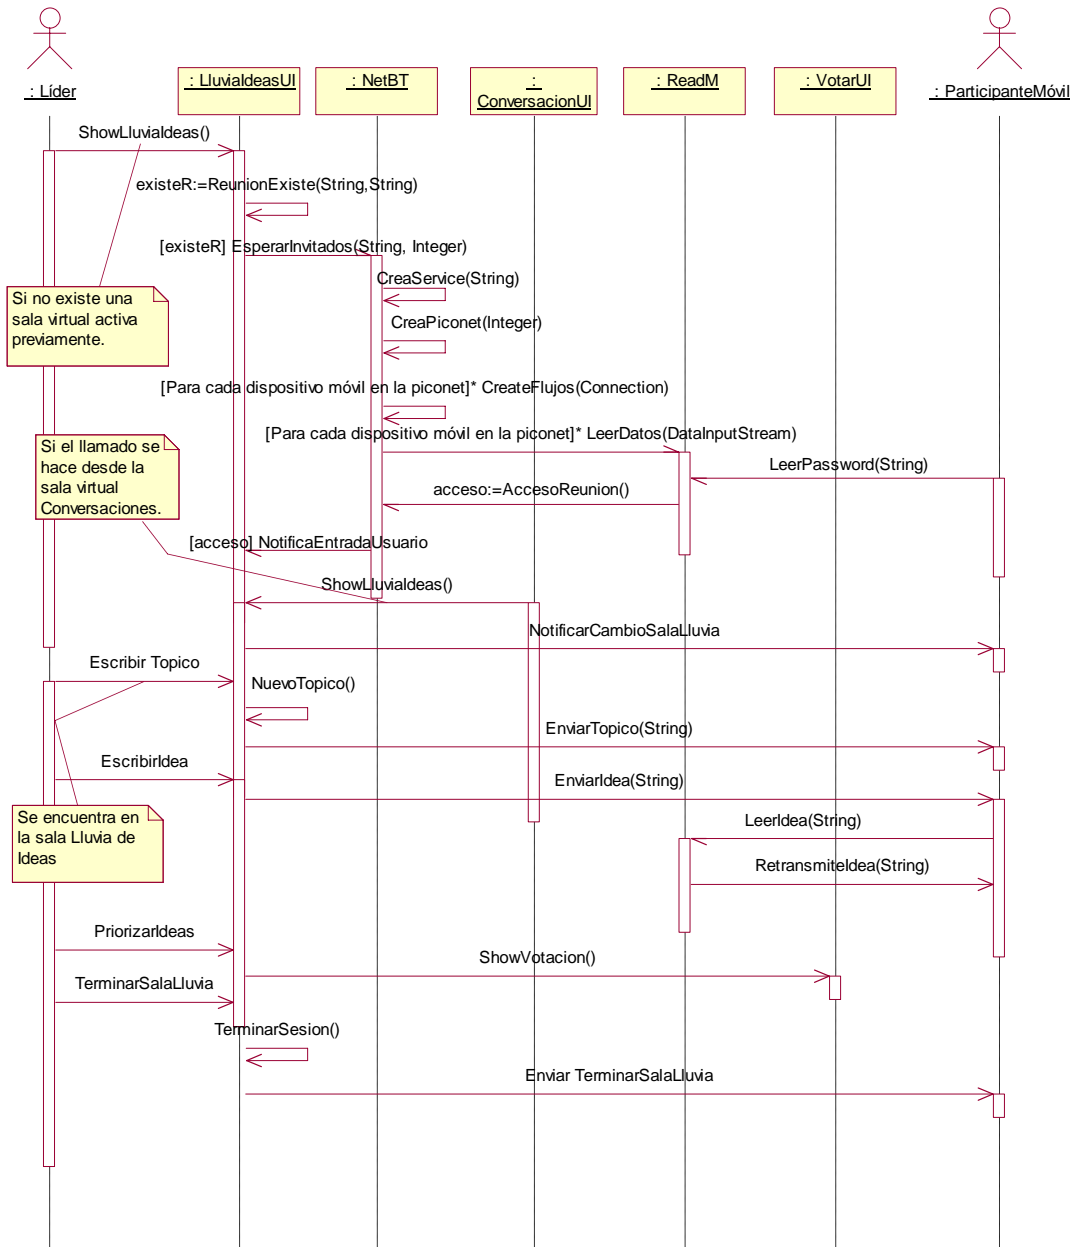 : Líder
: LluviaIdeasUI
: NetBT
:
ConversacionUI
: ReadM
: VotarUI
: ParticipanteMóvil
ShowLluviaIdeas()
existeR:=ReunionExiste(String,String)
[existeR] EsperarInvitados(String, Integer)
CreaService(String)
Si no existe una
sala virtual activa
previamente.
CreaPiconet(Integer)
[Para cada dispositivo móvil en la piconet]* CreateFlujos(Connection)
[Para cada dispositivo móvil en la piconet]* LeerDatos(DataInputStream)
Si el llamado se
hace desde la
sala virtual
Conversaciones.
LeerPassword(String)
acceso:=AccesoReunion()
[acceso] NotificaEntradaUsuario
ShowLluviaIdeas()
NotificarCambioSalaLluvia
Escribir Topico
NuevoTopico()
EnviarTopico(String)
EscribirIdea
EnviarIdea(String)
Se encuentra en
la sala Lluvia de
Ideas
LeerIdea(String)
RetransmiteIdea(String)
PriorizarIdeas
ShowVotacion()
TerminarSalaLluvia
TerminarSesion()
Enviar TerminarSalaLluvia